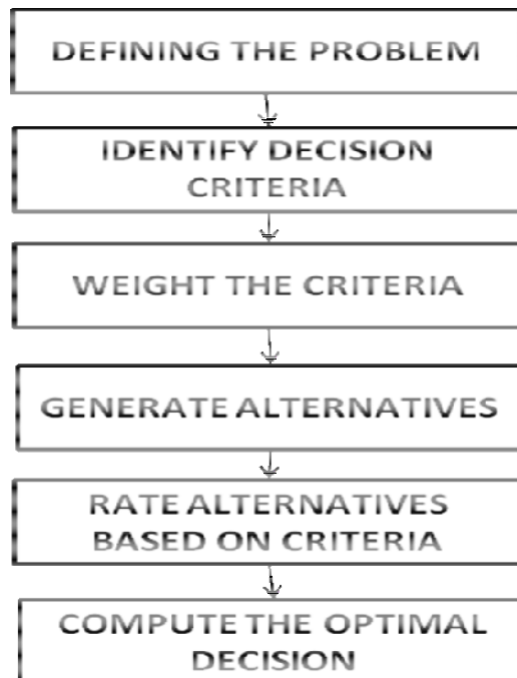 DEFINING THE PROBLEM
IDENTIFY DECISION
CRITERIA
WEIGHT THE CRITERIA
GENERATE ALTERNATIVES
RATE ALTERNATIVES
BASED ON CRITERIA
COMPUTE THE OPTIMAL
DECISION